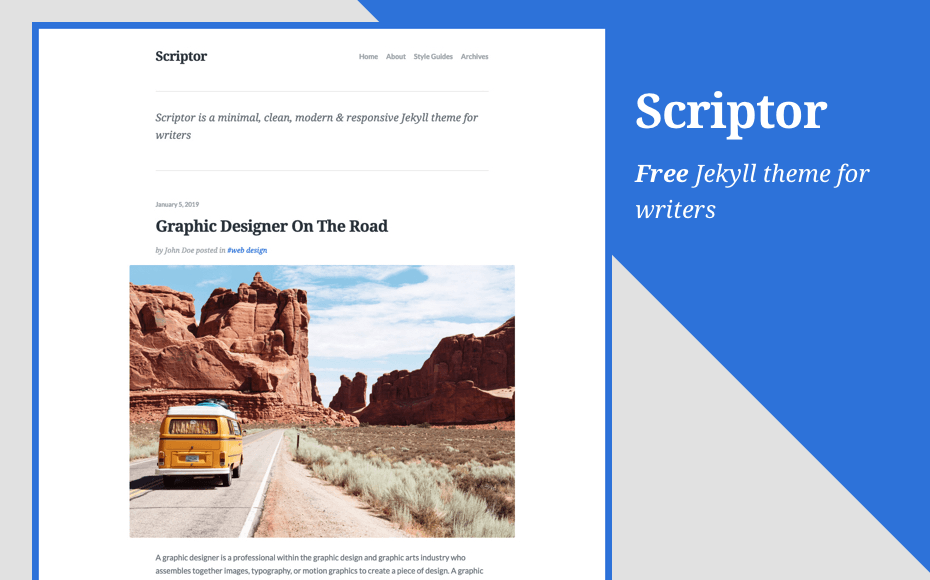 Scriptor
Home About Style Guides Archives
Scriptor is a minimal, clean, modern & responsive Jekyll theme for
writers
January 5, 2019
Graphic Designer On The Road
by John Doe posted in #web design
A graphic designer is a professional within the graphic design and graphic arts industry who
assembles together images, typography, or motion graphics to create a piece of design. A graphic
Scriptor
Free Jekyll theme for
writers